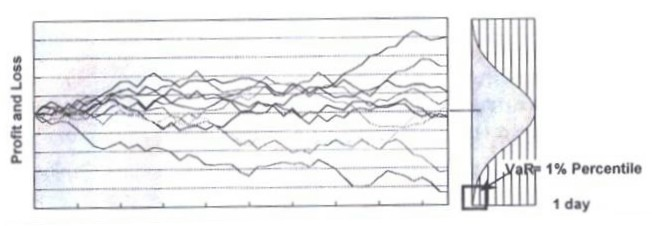 Profit and Loss
VaR= 1% Percentile
1 day